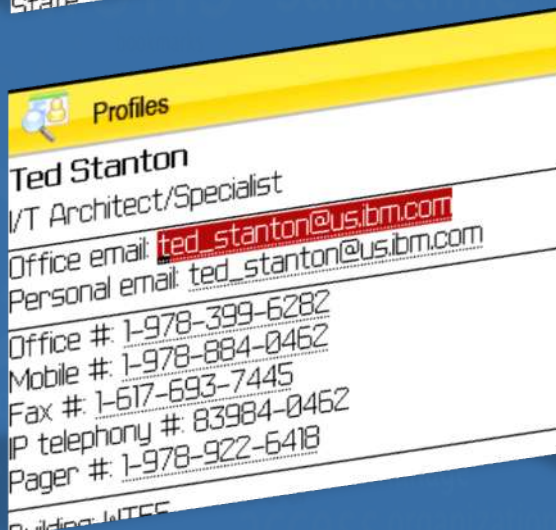 Profiles
Ted Stanton
I/T Architect/Specialist
Office email: ted_stanton@us.ibm.com
Personal email: ted_stanton@us.ibm.com
Office #: 1-978-399-6282
Mobile #: 1-978-884-0462
Fax #: 1-617-693-7445
IP telephony #: 83984-0462
Pager #: 1-978-922-6418